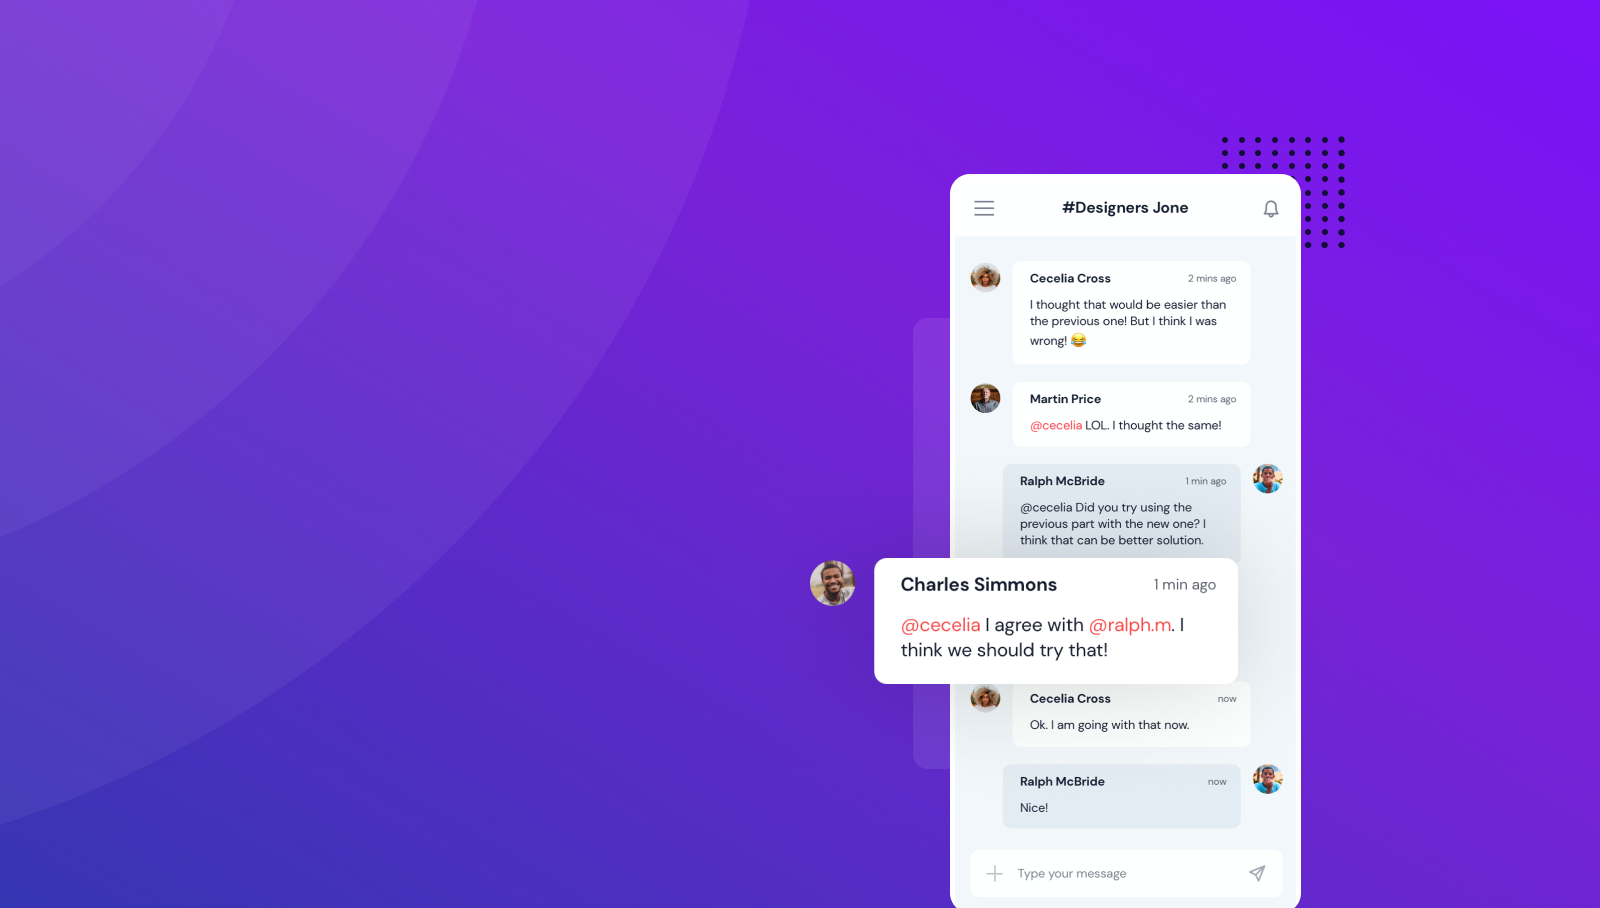 #Designers Jone
Cecelia Cross 2 mins ago
I thought that would be easier than
the previous one! But I think I was
wrong! 😂
Martin Price 2 mins ago
@cecelia LOL. I thought the same!
Ralph McBride 1 min ago
@cecelia Did you try using the
previous part with the new one? I
think that can be better solution.
Charles Simmons 1 min ago
@cecelia I agree with @ralph.m. I
think we should try that!
Cecelia Cross now
Ok. I am going with that now.
Ralph McBride now
Nice!
Type your message